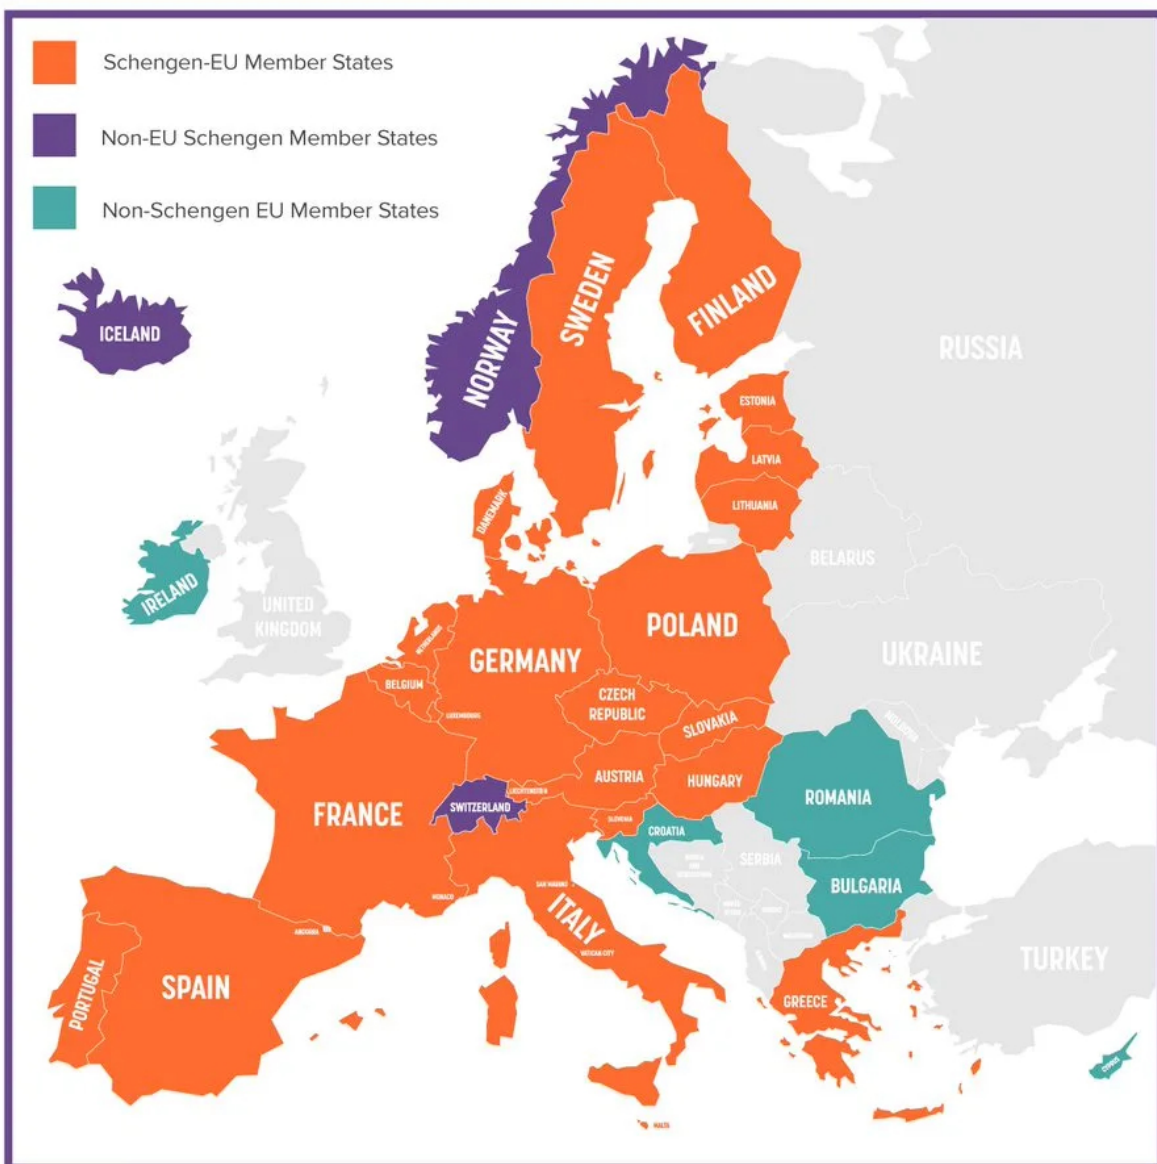 Schengen-EU Member States
Non-EU Schengen Member States
Non-Schengen EU Member States
ICELAND
NORWAY
SWEDEN
FINLAND
RUSSIA
ESTONIA
LATVIA
LITHUANIA
DANEMARK
BELARUS
IRELAND
UNITED
KINGDOM
NETHERLANDS
POLAND
GERMANY
UKRAINE
BELGIUM
CZECH
REPUBLIC
LUXEMBOURG
SLOVAKIA
MOLDOVA
AUSTRIA
HUNGARY
LIECHTENSTEIN
SWITZERLAND
ROMANIA
FRANCE
SLOVENIA
CROATIA
SERBIA
BULGARIA
SAN MARINO
MONACO
ITALY
ANDORRA
VATICAN CITY
TURKEY
PORTUGAL
SPAIN
GREECE
CYPRUS
MALTA